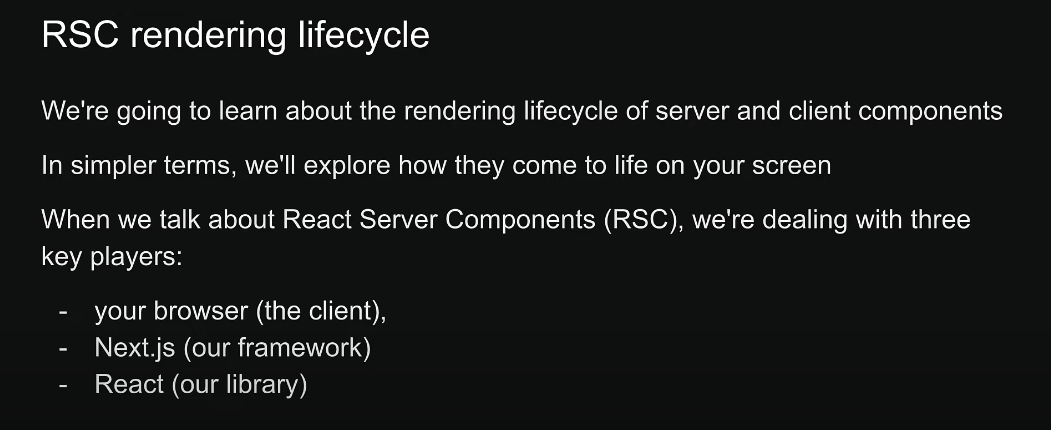 RSC rendering lifecycle
We're going to learn about the rendering lifecycle of server and client components
In simpler terms, we'll explore how they come to life on your screen
When we talk about React Server Components (RSC), we're dealing with three
key players:
- your browser (the client),
- Next.js (our framework)
- React (our library)